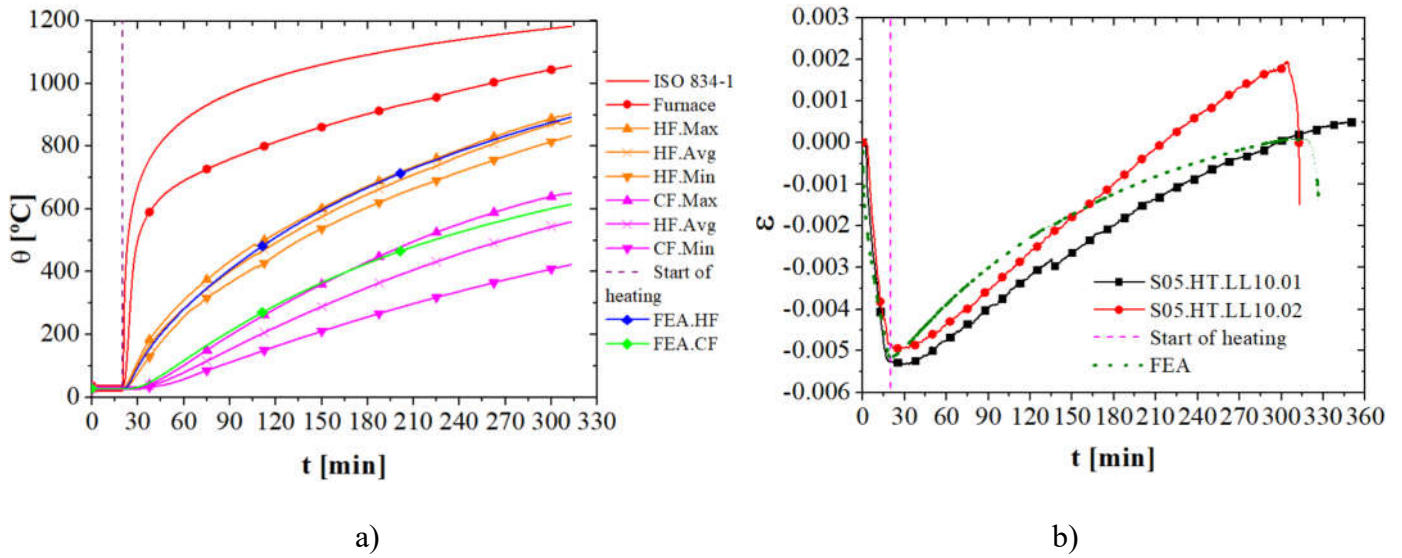 1200
1000
800
600
400
200
0
θ [ºC]
0 30 60 90 120 150 180 210 240 270 300 330
t [min]
ISO 834-1
Furnace
HF.Max
HF.Avg
HF.Min
CF.Max
HF.Avg
CF.Min
Start of
heating
FEA.HF
FEA.CF
a)
0.003
0.002
0.001
0.000
-0.001
-0.002
-0.003
-0.004
-0.005
-0.006
ε
0 30 60 90 120 150 180 210 240 270 300 330 360
t [min]
S05.HT.LL10.01
S05.HT.LL10.02
Start of heating
FEA
b)